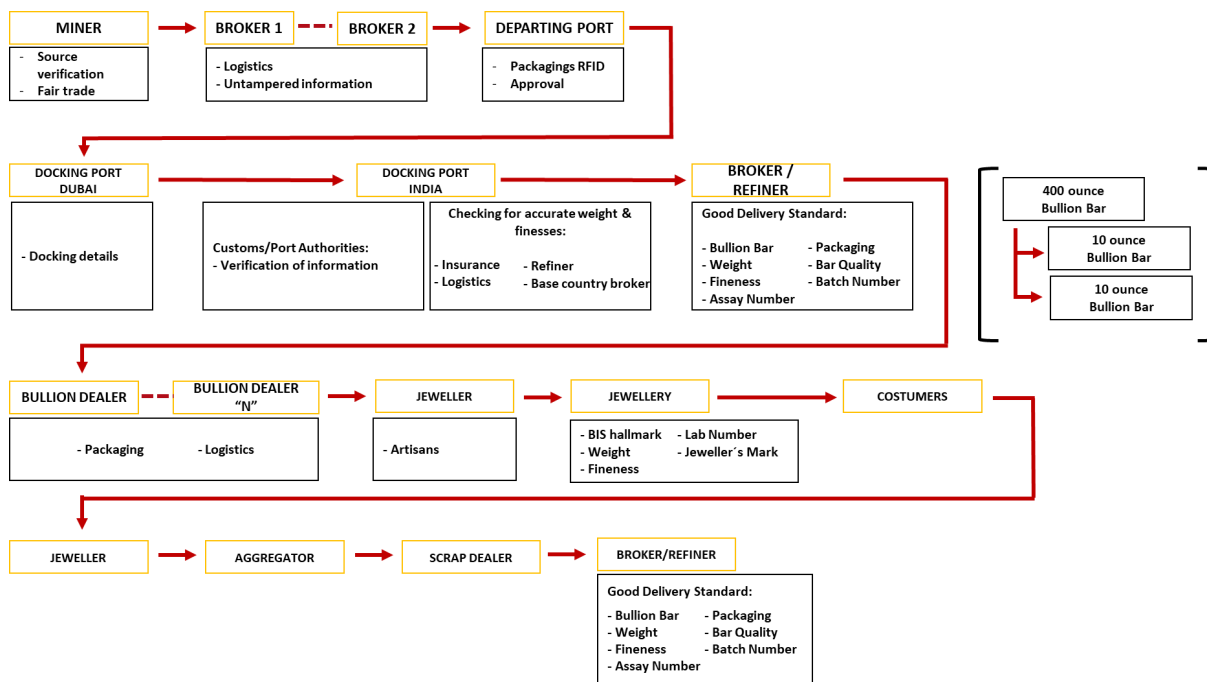 MINER
BROKER 1
BROKER 2
DEPARTING PORT
- Source
verification
- Fair trade
- Logistics
- Untampered information
- Packagings RFID
- Approval
DOCKING PORT
DUBAI
DOCKING PORT
INDIA
BROKER /
REFINER
- Docking details
Customs/Port Authorities:
- Verification of information
Checking for accurate weight &
finesses:
- Insurance
- Logistics
- Refiner
- Base country broker
Good Delivery Standard:
- Bullion Bar
- Weight
- Fineness
- Assay Number
- Packaging
- Bar Quality
- Batch Number
400 ounce
Bullion Bar
10 ounce
Bullion Bar
10 ounce
Bullion Bar
BULLION DEALER
BULLION DEALER
“N”
JEWELLER
JEWELLERY
COSTUMERS
- Packaging
- Logistics
- Artisans
- BIS hallmark
- Weight
- Fineness
- Lab Number
- Jeweller´s Mark
JEWELLER
AGGREGATOR
SCRAP DEALER
BROKER/REFINER
Good Delivery Standard:
- Bullion Bar
- Weight
- Fineness
- Assay Number
- Packaging
- Bar Quality
- Batch Number